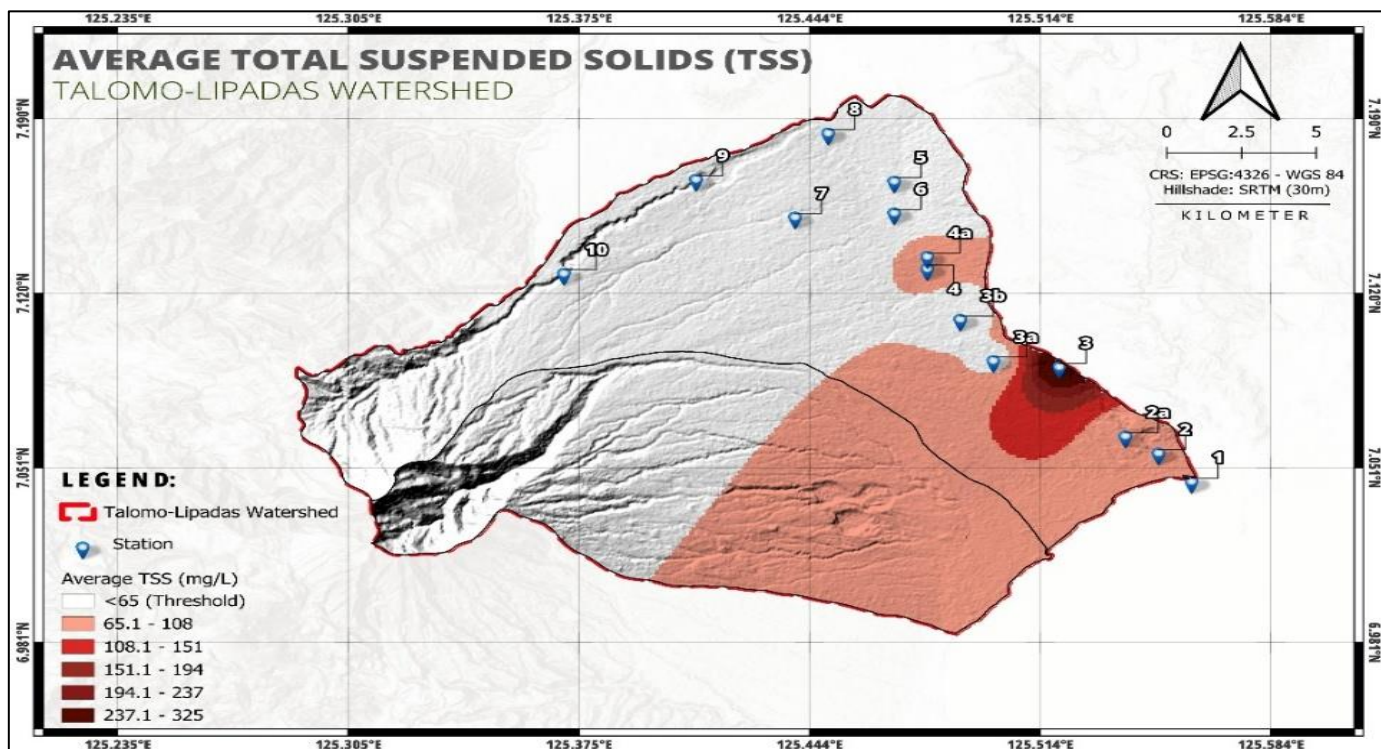 125.235°E 125.305°E 125.375°E 125.444°E 125.514°E 125.584°E
AVERAGE TOTAL SUSPENDED SOLIDS (TSS)
TALOMO-LIPADAS WATERSHED
7.190°N
7.120°N
7.051°N
6.981°N
8
9
5
7
6
10
4a
4
3b
3a
3
2a
2
1
0 2.5 5
CRS: EPSG:4326 - WGS 84
Hillshade: SRTM (30m)
KILOMETER
7.190°N
7.120°N
7.051°N
6.981°N
LEGEND:
Talomo-Lipadas Watershed
Station
Average TSS (mg/L)
<65 (Threshold)
65.1 - 108
108.1 - 151
151.1 - 194
194.1 - 237
237.1 - 325
125.235°E 125.305°E 125.375°E 125.444°E 125.514°E 125.584°E